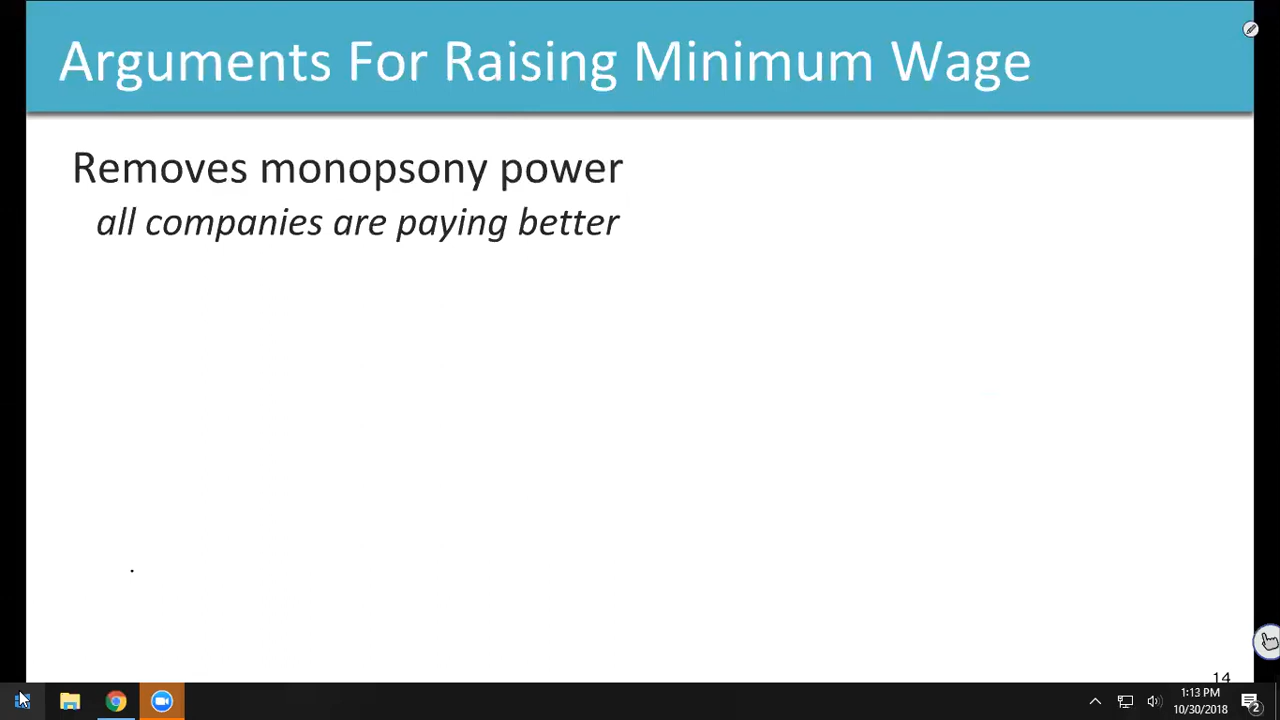 Arguments For Raising Minimum Wage
Removes monopsony power
all companies are paying better
.
14
1:13 PM
10/30/2018
2